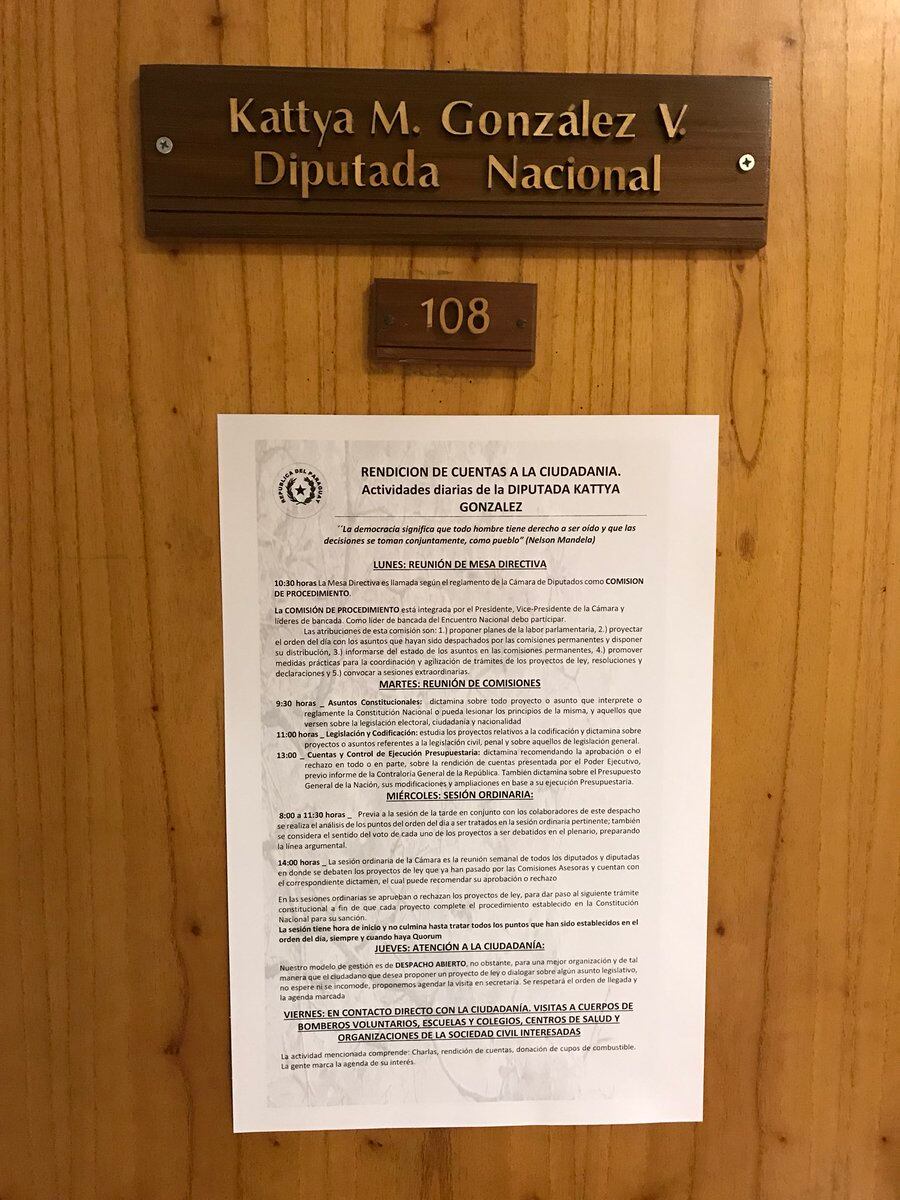 Kattya M. González V.
Diputada Nacional
108
REPUBLICA DEL PARAGUAY
RENDICION DE CUENTAS A LA CIUDADANIA.
Actividades diarias de la DIPUTADA KATTYA
GONZALEZ
´´La democracia significa que todo hombre tiene derecho a ser oído y que las
decisiones se toman conjuntamente, como pueblo” (Nelson Mandela)
LUNES: REUNIÓN DE MESA DIRECTIVA
10:30 horas La Mesa Directiva es llamada según el reglamento de la Cámara de Diputados como COMISION
DE PROCEDIMIENTO.
La COMISIÓN DE PROCEDIMIENTO está integrada por el Presidente, Vice-Presidente de la Cámara y
líderes de bancada. Como líder de bancada del Encuentro Nacional debo participar.
Las atribuciones de esta comisión son: 1.) proponer planes de la labor parlamentaria, 2.) proyectar
el orden del día con los asuntos que hayan sido despachados por las comisiones permanentes y disponer
su distribución, 3.) informarse del estado de los asuntos en las comisiones permanentes, 4.) promover
medidas prácticas para la coordinación y agilización de trámites de los proyectos de ley, resoluciones y
declaraciones y 5.) convocar a sesiones extraordinarias.
MARTES: REUNIÓN DE COMISIONES
9:30 horas _ Asuntos Constitucionales: dictamina sobre todo proyecto o asunto que interprete o
reglamente la Constitución Nacional o pueda lesionar los principios de la misma, y aquellos que
versen sobre la legislación electoral, ciudadanía y nacionalidad
11:00 horas _ Legislación y Codificación: estudia los proyectos relativos a la codificación y dictamina sobre
proyectos o asuntos referentes a la legislación civil, penal y sobre aquellos de legislación general.
13:00 _ Cuentas y Control de Ejecución Presupuestaria: dictamina recomendando la aprobación o el
rechazo en todo o en parte, sobre la rendición de cuentas presentada por el Poder Ejecutivo,
previo informe de la Contraloría General de la República. También dictamina sobre el Presupuesto
General de la Nación, sus modificaciones y ampliaciones en base a su ejecución Presupuestaria.
MIÉRCOLES: SESIÓN ORDINARIA:
8:00 a 11:30 horas _ Previa a la sesión de la tarde en conjunto con los colaboradores de este despacho
se realiza el análisis de los puntos del orden del día a ser tratados en la sesión ordinaria pertinente; también
se considera el sentido del voto de cada uno de los proyectos a ser debatidos en el plenario, preparando
la línea argumental.
14:00 horas _ La sesión ordinaria de la Cámara es la reunión semanal de todos los diputados y diputadas
en donde se debaten los proyectos de ley que ya han pasado por las Comisiones Asesoras y cuentan con
el correspondiente dictamen, el cual puede recomendar su aprobación o rechazo
En las sesiones ordinarias se aprueban o rechazan los proyectos de ley, para dar paso al siguiente trámite
constitucional a fin de que cada proyecto complete el procedimiento establecido en la Constitución
Nacional para su sanción.
La sesión tiene hora de inicio y no culmina hasta tratar todos los puntos que han sido establecidos en el
orden del día, siempre y cuando haya Quorum
JUEVES: ATENCIÓN A LA CIUDADANÍA:
Nuestro modelo de gestión es de DESPACHO ABIERTO, no obstante, para una mejor organización y de tal
manera que el ciudadano que desea proponer un proyecto de ley o dialogar sobre algún asunto legislativo,
no espere ni se incomode, proponemos agendar la visita en secretaria. Se respetará el orden de llegada y
la agenda marcada
VIERNES: EN CONTACTO DIRECTO CON LA CIUDADANÍA. VISITAS A CUERPOS DE
BOMBEROS VOLUNTARIOS, ESCUELAS Y COLEGIOS, CENTROS DE SALUD Y
ORGANIZACIONES DE LA SOCIEDAD CIVIL INTERESADAS
La actividad mencionada comprende: Charlas, rendición de cuentas, donación de cupos de combustible.
La gente marca la agenda de su interés.